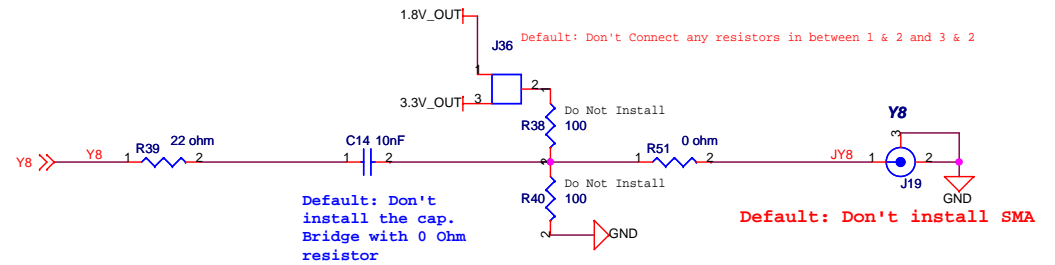 1.8V_OUT
J36
Default: Don't Connect any resistors in between 1 & 2 and 3 & 2
1
2
1
3.3V_OUT
3
Do Not Install
R38
100
Y8
Y8
1
R39
22 ohm
2
1
C14 10nF
2
2
1
R51
0 ohm
2
JY8
Y8
3
1
2
J19
GND
1
Do Not Install
R40
100
2
GND
Default: Don't
install the cap.
Bridge with 0 Ohm
resistor
Default: Don't install SMA